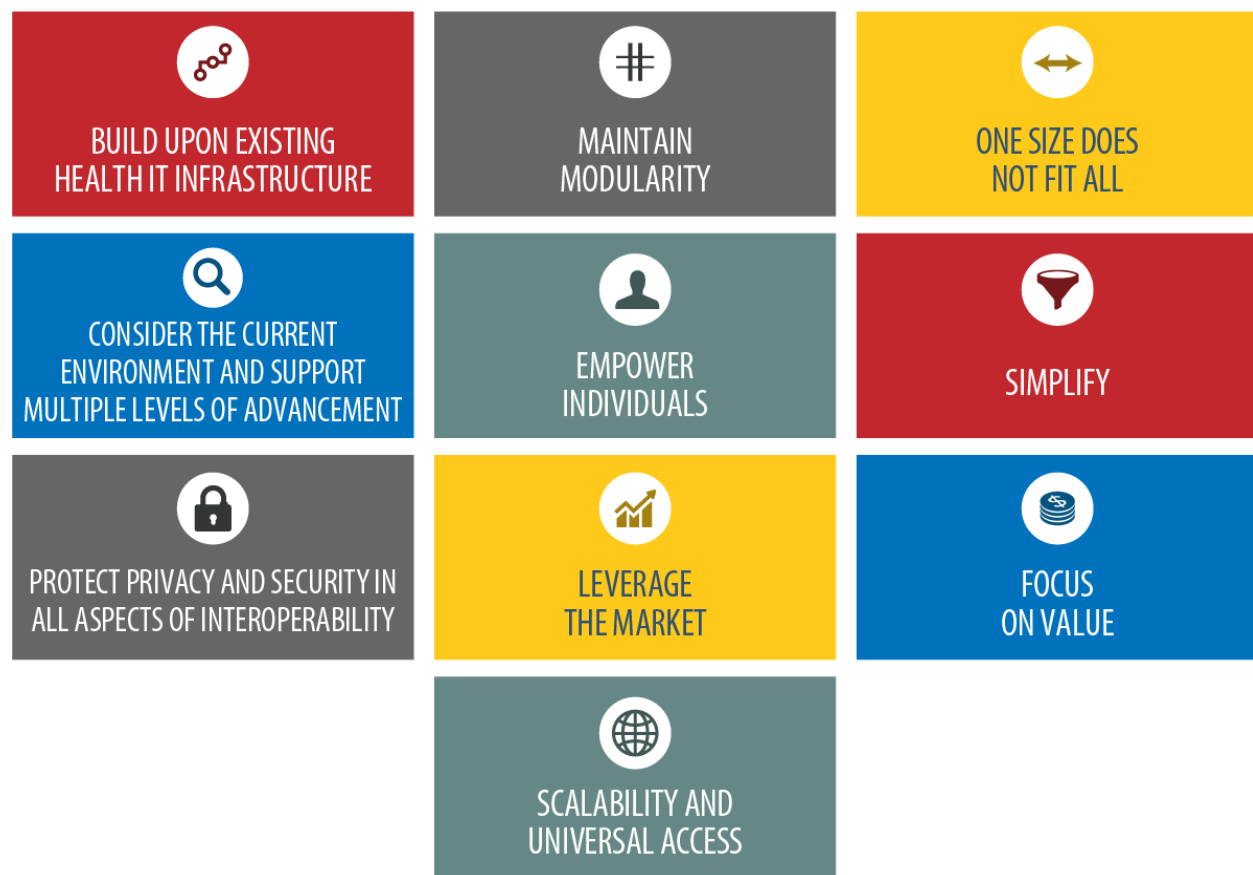 BUILD UPON EXISTING
HEALTH IT INFRASTRUCTURE
MAINTAIN
MODULARITY
ONE SIZE DOES
NOT FIT ALL
CONSIDER THE CURRENT
ENVIRONMENT AND SUPPORT
MULTIPLE LEVELS OF ADVANCEMENT
EMPOWER
INDIVIDUALS
SIMPLIFY
PROTECT PRIVACY AND SECURITY IN
ALL ASPECTS OF INTEROPERABILITY
LEVERAGE
THE MARKET
FOCUS
ON VALUE
SCALABILITY AND
UNIVERSAL ACCESS